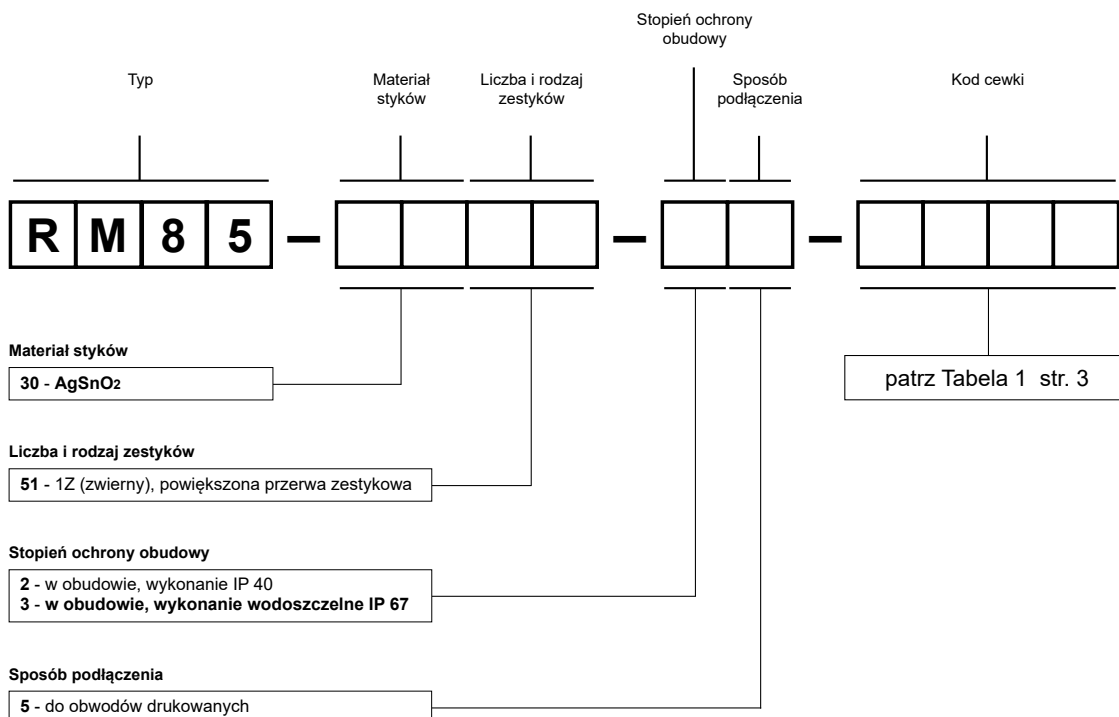 Stopień ochrony
obudowy
Typ
Materiał
styków
Liczba i rodzaj
zestyków
Sposób
podłączenia
Kod cewki
R M 8 5 – – –
Materiał styków
30 - AgSnO2
patrz Tabela 1 str. 3
Liczba i rodzaj zestyków
51 - 1Z (zwierny), powiększona przerwa zestykowa
Stopień ochrony obudowy
2 - w obudowie, wykonanie IP 40
3 - w obudowie, wykonanie wodoszczelne IP 67
Sposób podłączenia
5 - do obwodów drukowanych